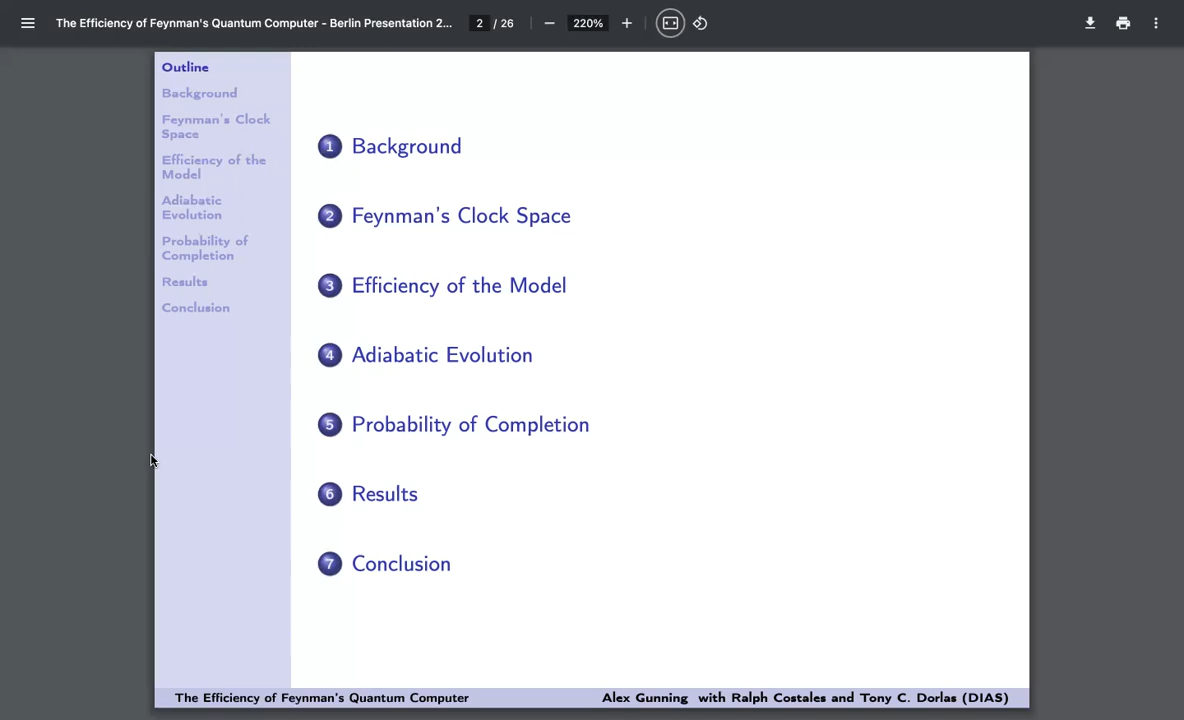 The Efficiency of Feynman's Quantum Computer - Berlin Presentation 2...
2 / 26
220%
Outline
Background
Feynman's Clock
Space
Efficiency of the
Model
Adiabatic
Evolution
Probability of
Completion
Results
Conclusion
1 Background
2 Feynman's Clock Space
3 Efficiency of the Model
4 Adiabatic Evolution
5 Probability of Completion
6 Results
7 Conclusion
The Efficiency of Feynman's Quantum Computer
Alex Gunning with Ralph Costales and Tony C. Dorlas (DIAS)